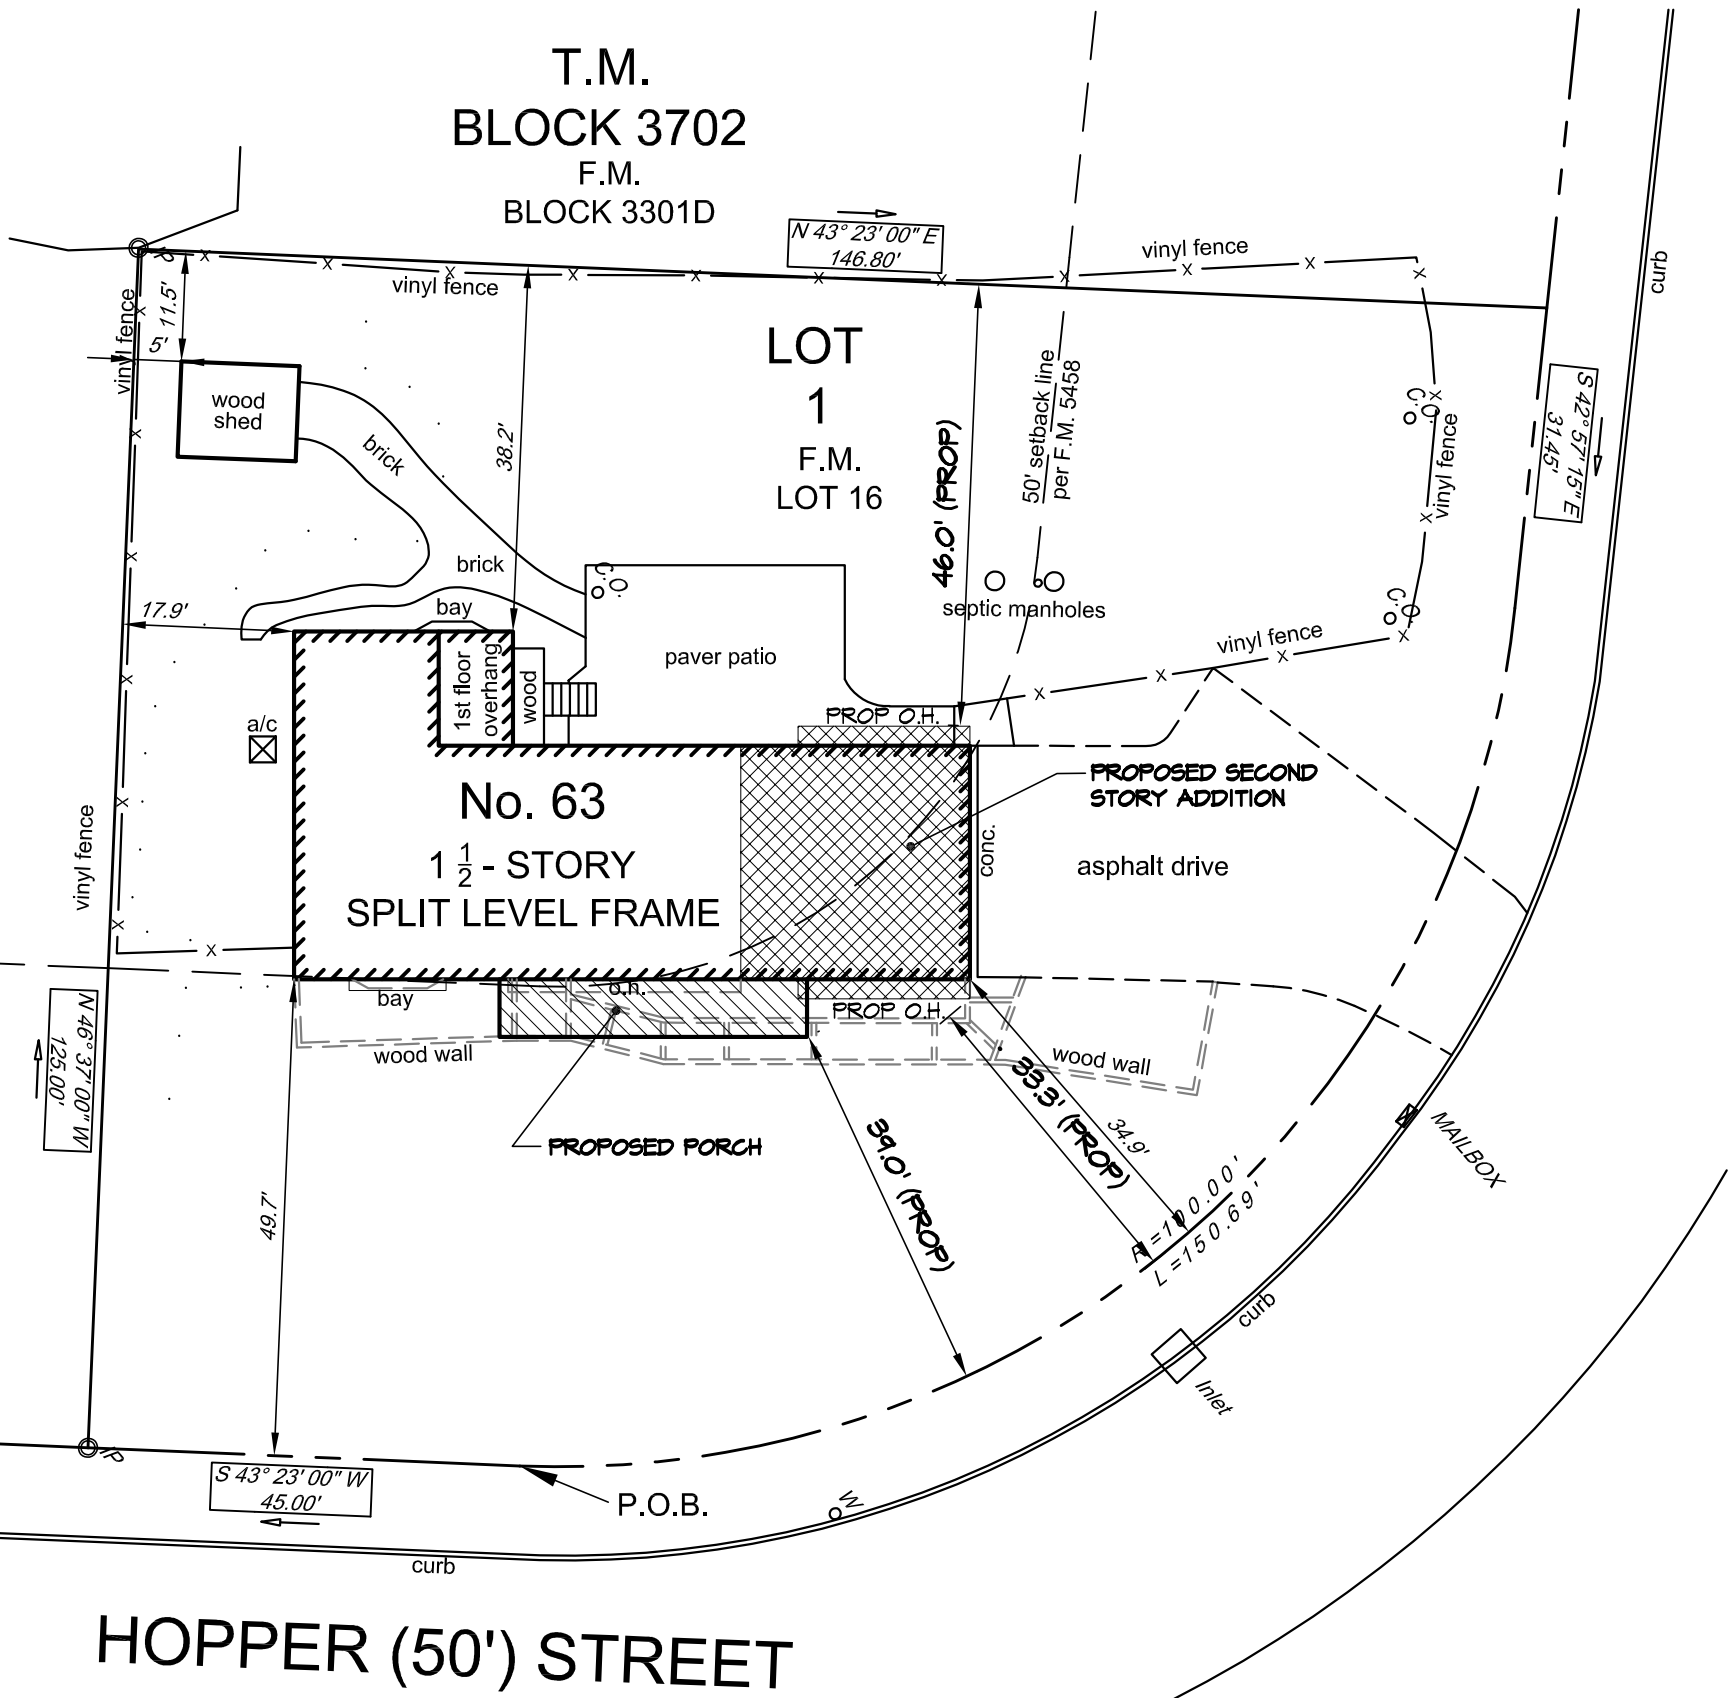 T.M.
BLOCK 3702
F.M.
BLOCK 3301D
N 43° 23' 00" E
146.80'
vinyl fence
curb
IP
vinyl fence
vinyl fence
11.5'
5'
wood
shed
brick
38.2'
LOT
1
F.M.
LOT 16
46.0' (PROP)
50' setback line
per F.M. 5458
C.O.
vinyl fence
S 42° 57' 15" E
31.45'
brick
C.O.
septic manholes
C.O.
vinyl fence
17.9'
bay
1st floor
overhang
wood
paver patio
a/c
PROP O.H.
PROPOSED SECOND
STORY ADDITION
No. 63
1 1/2 - STORY
SPLIT LEVEL FRAME
conc.
asphalt drive
vinyl fence
bay
o.h.
PROP O.H.
wood wall
wood wall
N 46° 37' 00" W
125.00'
PROPOSED PORCH
39.0' (PROP)
33.3' (PROP)
34.9'
MAILBOX
49.7'
R=100.00'
L=150.69'
curb
Inlet
IP
S 43° 23' 00" W
45.00'
P.O.B.
W
curb
HOPPER (50') STREET
x x x x x x x x x x x x x x x x x x x x x x x x x